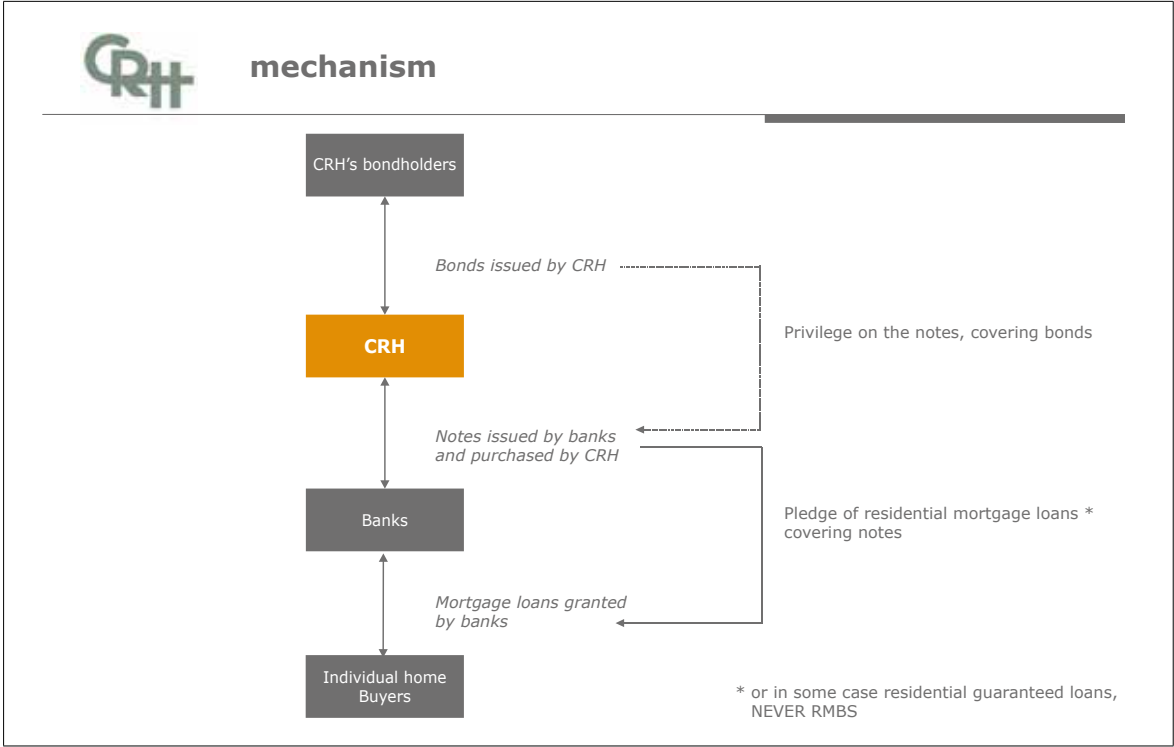 CRH
mechanism
CRH’s bondholders
Bonds issued by CRH
CRH
Privilege on the notes, covering bonds
Notes issued by banks
and purchased by CRH
Banks
Pledge of residential mortgage loans *
covering notes
Mortgage loans granted
by banks
Individual home
Buyers
* or in some case residential guaranteed loans,
NEVER RMBS